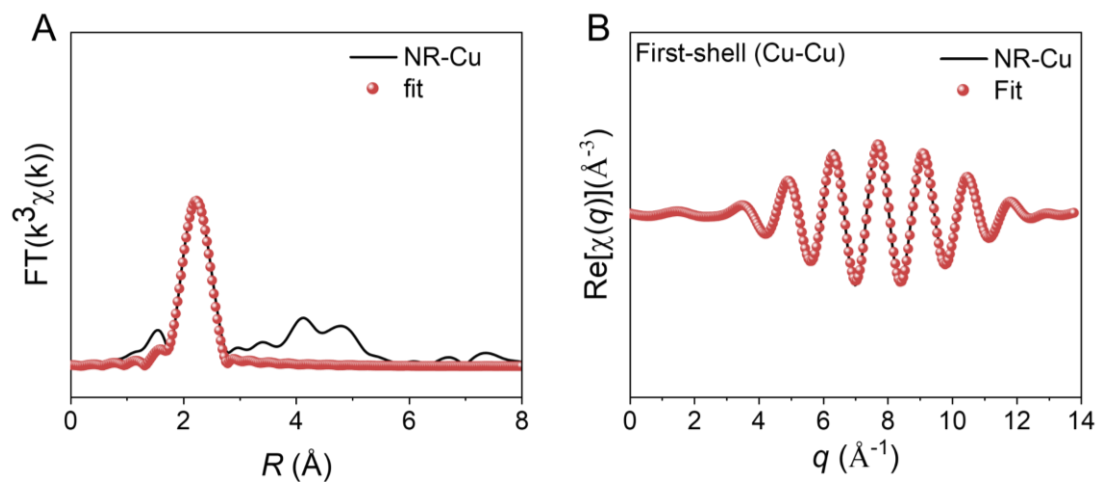 A
NR-Cu
fit
FT(k³χ(k))
0 2 4 6 8
R (Å)
B
First-shell (Cu-Cu)
NR-Cu
Fit
Re[χ(q)](Å⁻³)
0 2 4 6 8 10 12 14
q (Å⁻¹)